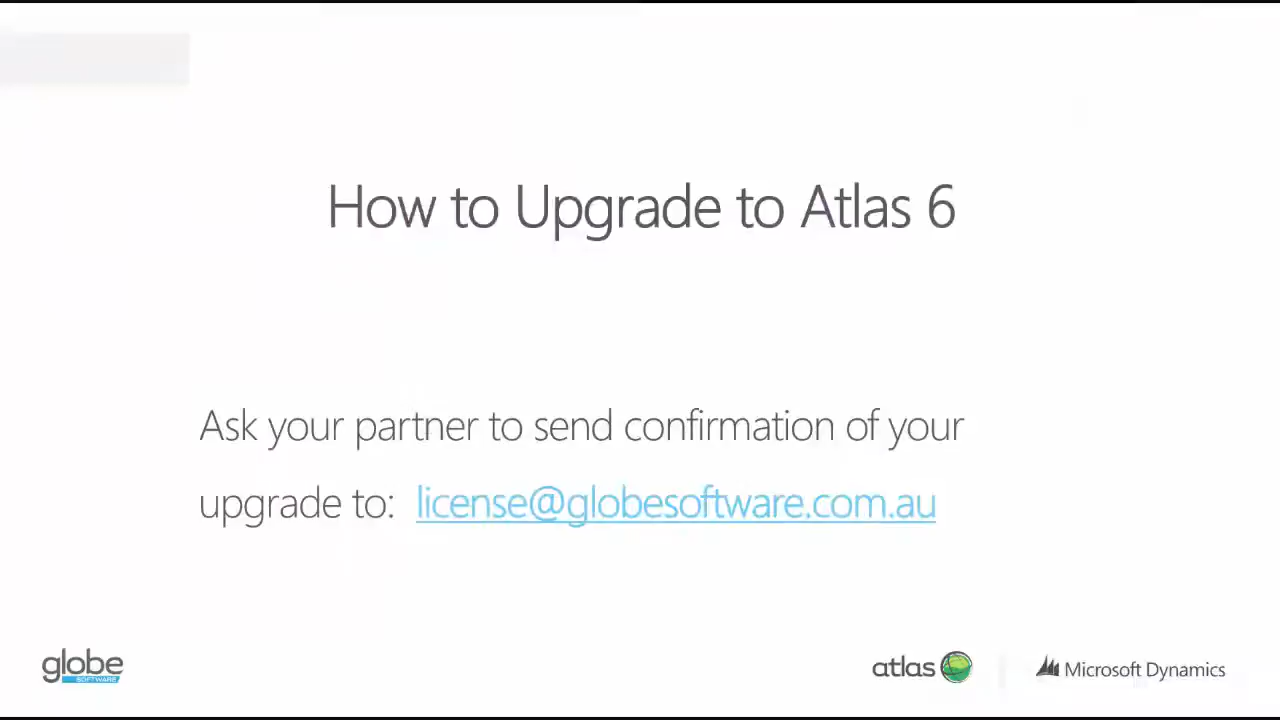 How to Upgrade to Atlas 6
Ask your partner to send confirmation of your
upgrade to: license@globesoftware.com.au
globe
SOFTWARE
atlas
Microsoft Dynamics